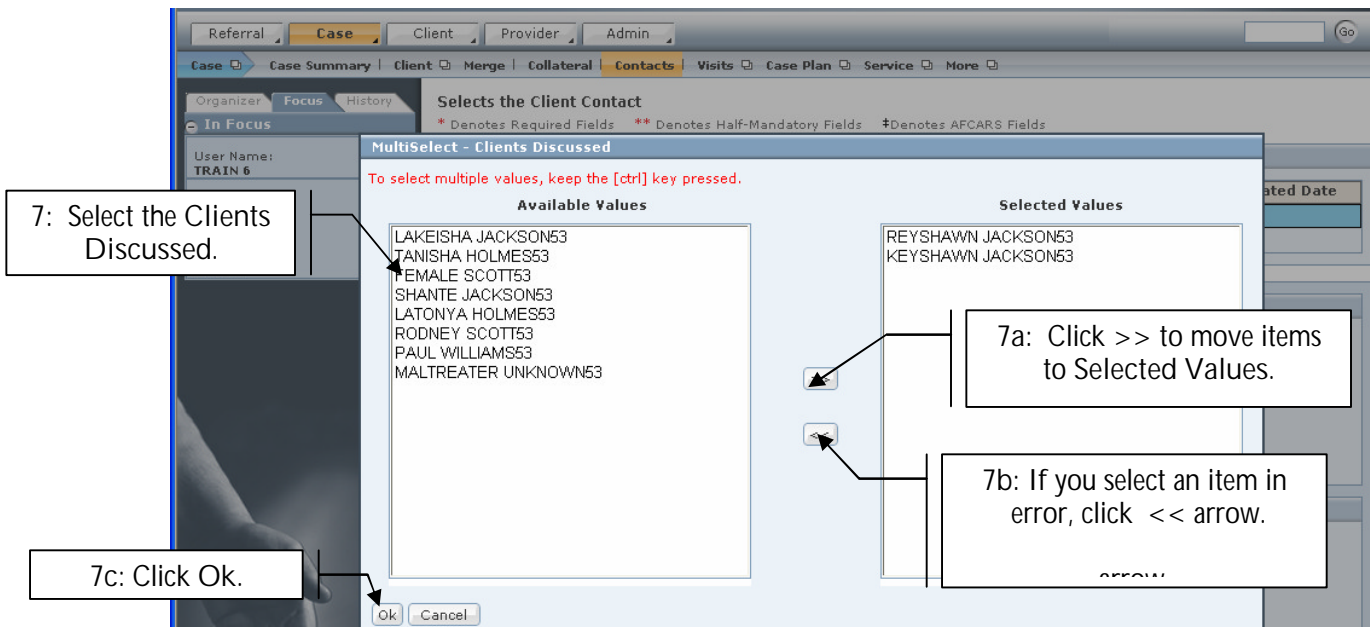 Referral Case Client Provider Admin Go
Case Case Summary | Client Merge | Collateral | Contacts | Visits Case Plan Service More
Organizer Focus History
In Focus
User Name:
TRAIN 6
Selects the Client Contact
* Denotes Required Fields ** Denotes Half-Mandatory Fields ‡Denotes AFCARS Fields
ated Date
MultiSelect - Clients Discussed
To select multiple values, keep the [ctrl] key pressed.
Available Values
LAKEISHA JACKSON53
TANISHA HOLMES53
FEMALE SCOTT53
SHANTE JACKSON53
LATONYA HOLMES53
RODNEY SCOTT53
PAUL WILLIAMS53
MALTREATER UNKNOWN53
Selected Values
REYSHAWN JACKSON53
KEYSHAWN JACKSON53
>>
<<
Ok Cancel
7: Select the Clients
Discussed.
7a: Click >> to move items
to Selected Values.
7b: If you select an item in
error, click << arrow.
arrow
7c: Click Ok.